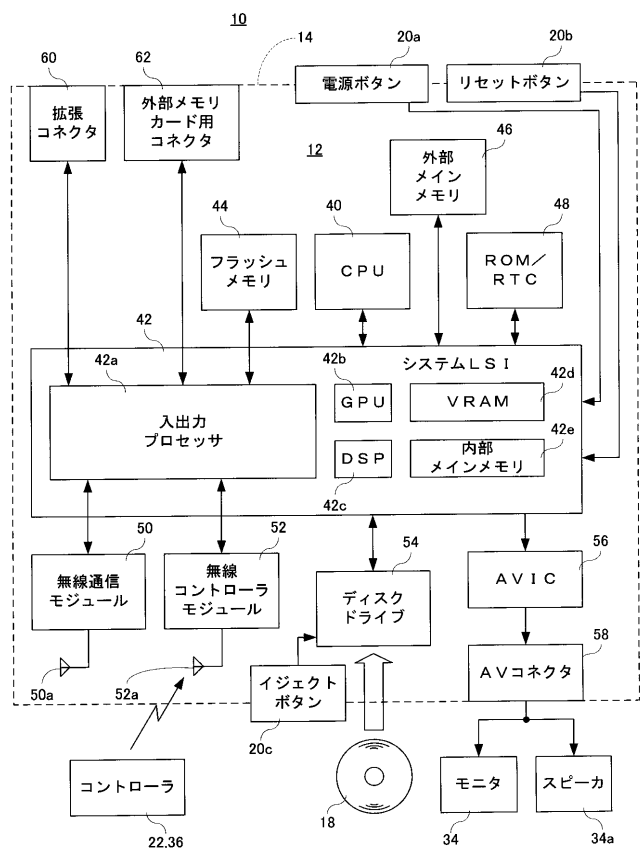 10
60
62
14
20a
20b
電源ボタン
リセットボタン
拡張
コネクタ
外部メモリ
カード用
コネクタ
12
46
外部
メイン
メモリ
44
40
48
フラッシュ
メモリ
CPU
ROM／
RTC
42
システムLSI
42a
42b
42d
入出力
プロセッサ
GPU
VRAM
42e
DSP
内部
メインメモリ
42c
50
52
54
56
無線通信
モジュール
無線
コントローラ
モジュール
ディスク
ドライブ
AVIC
58
50a
52a
イジェクト
ボタン
AVコネクタ
20c
コントローラ
モニタ
スピーカ
22,36
18
34
34a